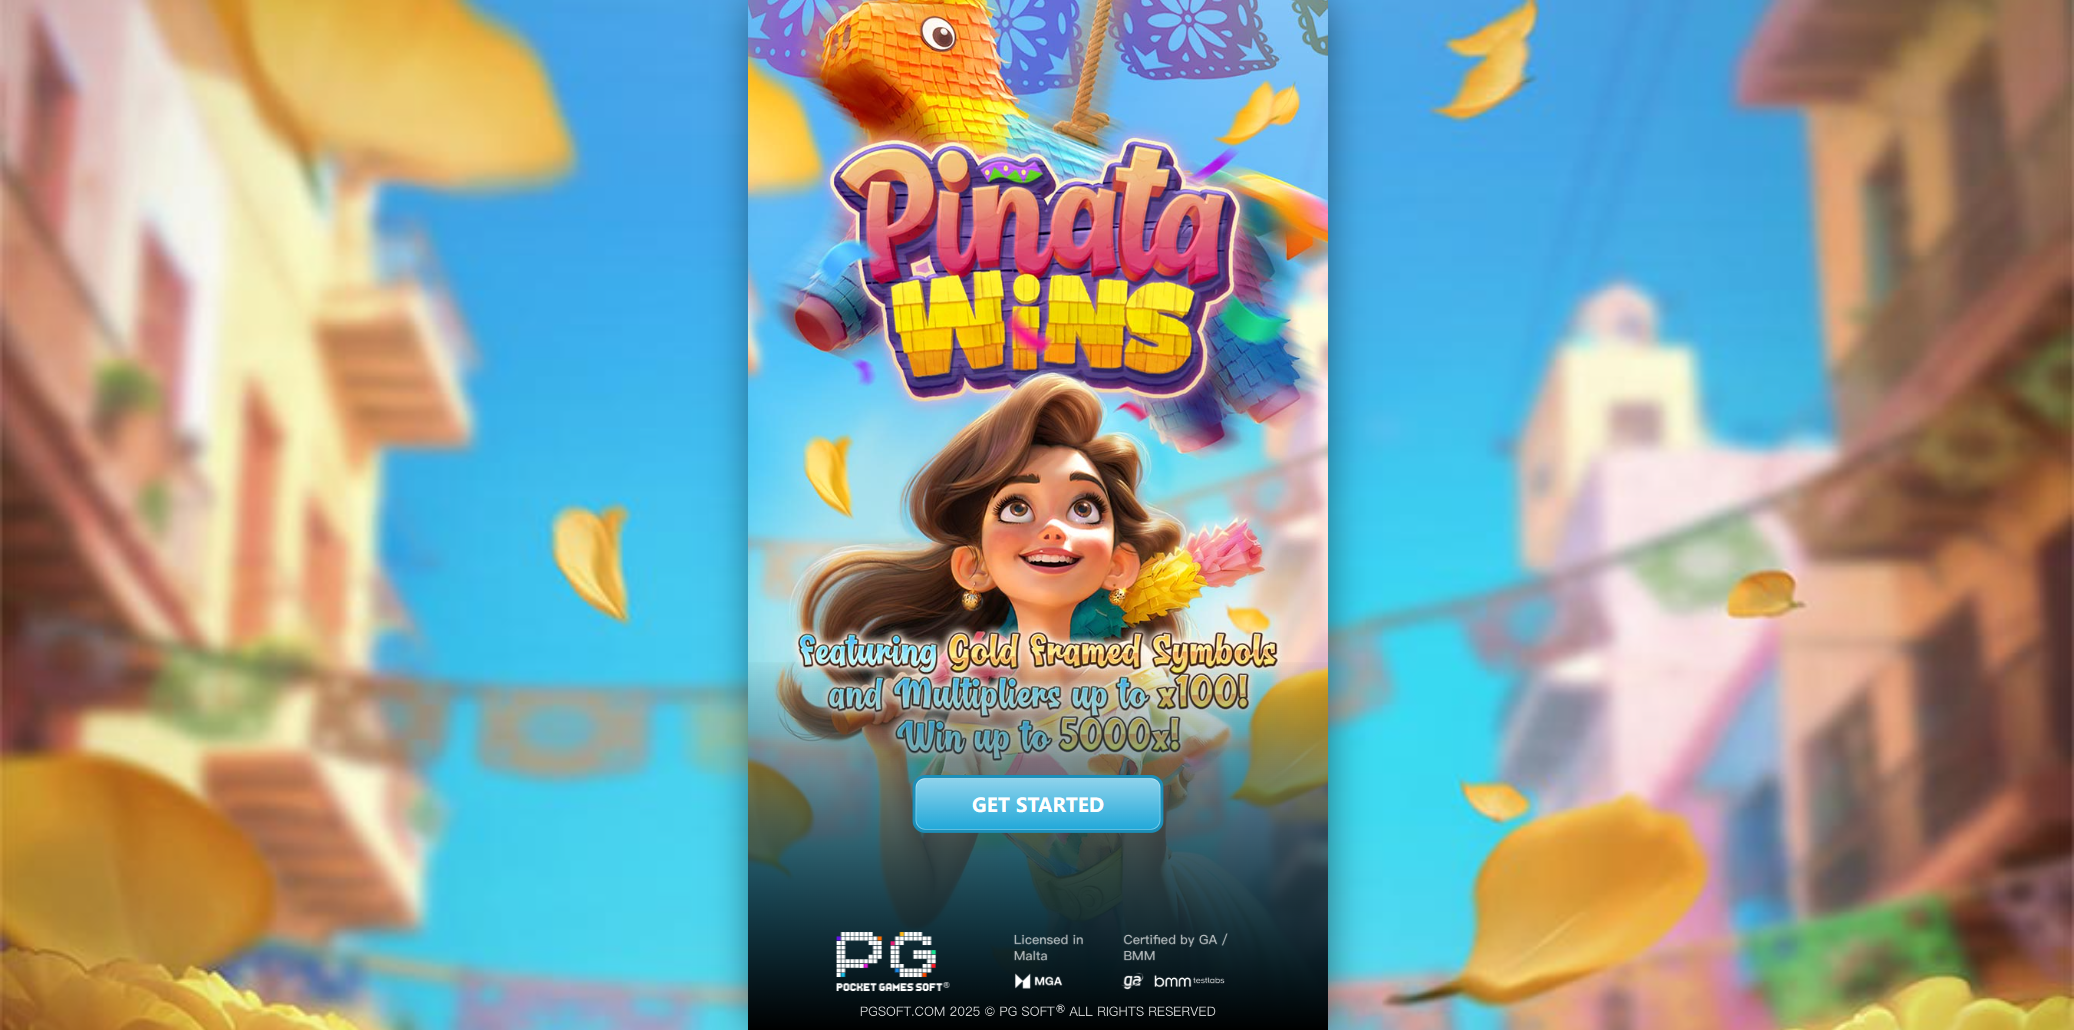 Pinata
WiNS
Featuring Gold Framed Symbols
and Multipliers up to x100!
Win up to 5000x!
GET STARTED
PG
POCKET GAMES SOFT®
Licensed in
Malta
MGA
Certified by GA /
BMM
ga bmm testlabs
PGSOFT.COM 2025 © PG SOFT® ALL RIGHTS RESERVED